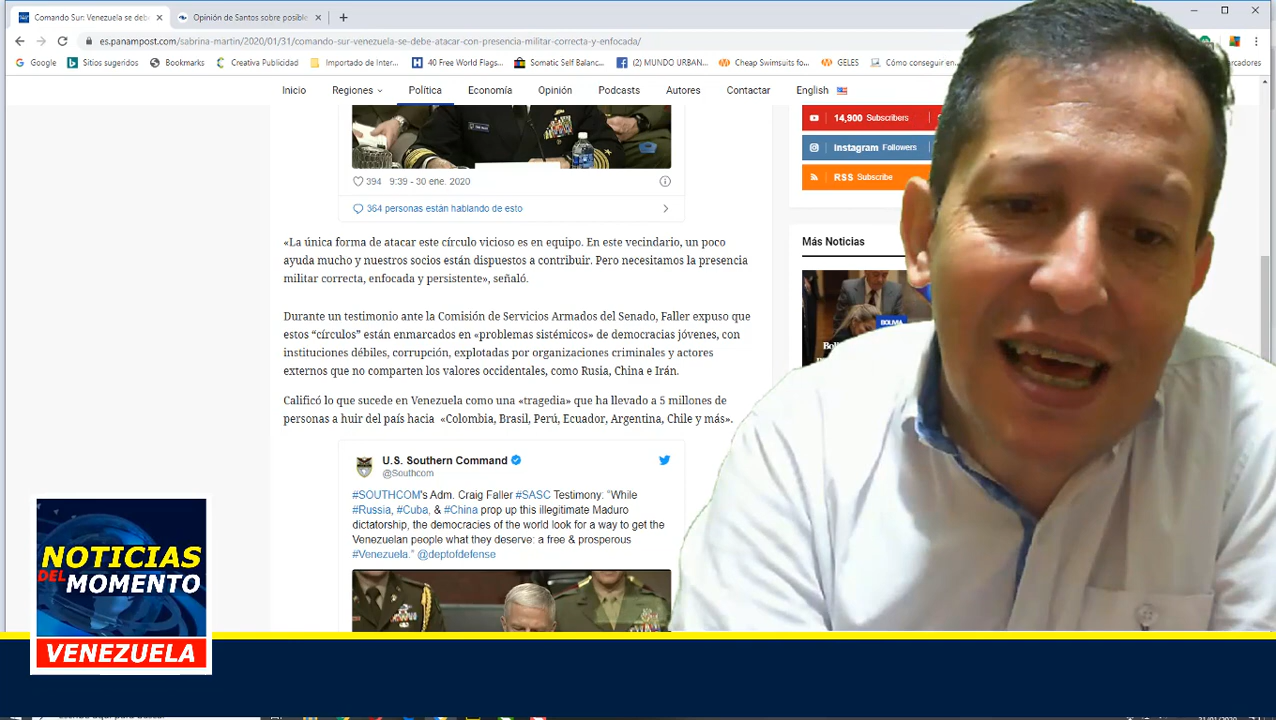 Comando Sur: Venezuela se debe
Opinión de Santos sobre posible
es.panampost.com/sabrina-martin/2020/01/31/comando-sur-venezuela-se-debe-atacar-con-presencia-militar-correcta-y-enfocada/
Google
Sitios sugeridos
Bookmarks
Creativa Publicidad
Importado de Inter...
40 Free World Flags...
Somatic Self Balanc...
(2) MUNDO URBAN...
Cheap Swimsuits fo...
GELES
Cómo conseguir en...
Inicio
Regiones
Política
Economía
Opinión
Podcasts
Autores
Contactar
English
14,900 Subscribers
Instagram Followers
RSS Subscribe
394 9:39 - 30 ene. 2020
364 personas están hablando de esto
«La única forma de atacar este círculo vicioso es en equipo. En este vecindario, un poco
ayuda mucho y nuestros socios están dispuestos a contribuir. Pero necesitamos la presencia
militar correcta, enfocada y persistente», señaló.
Más Noticias
BOLIVIA
Durante un testimonio ante la Comisión de Servicios Armados del Senado, Faller expuso que
estos “círculos” están enmarcados en «problemas sistémicos» de democracias jóvenes, con
instituciones débiles, corrupción, explotadas por organizaciones criminales y actores
externos que no comparten los valores occidentales, como Rusia, China e Irán.
Calificó lo que sucede en Venezuela como una «tragedia» que ha llevado a 5 millones de
personas a huir del país hacia «Colombia, Brasil, Perú, Ecuador, Argentina, Chile y más».
U.S. Southern Command
@Southcom
#SOUTHCOM's Adm. Craig Faller #SASC Testimony: “While
#Russia, #Cuba, & #China prop up this illegitimate Maduro
dictatorship, the democracies of the world look for a way to get the
Venezuelan people what they deserve: a free & prosperous
#Venezuela.” @deptofdefense
NOTICIAS
DEL MOMENTO
VENEZUELA